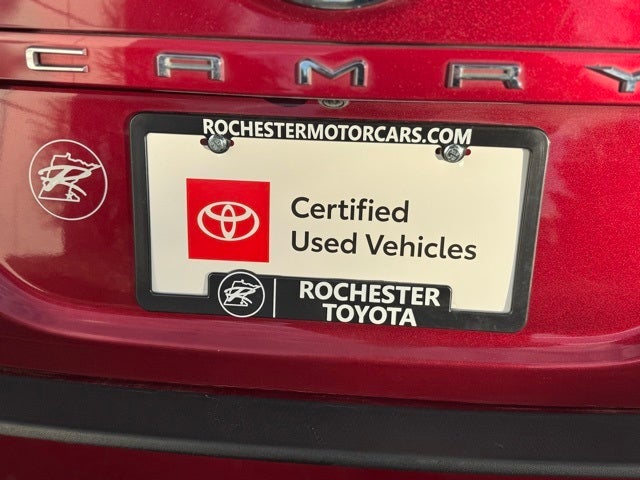 CAMRY
ROCHESTERMOTORCARS.COM
Certified
Used Vehicles
ROCHESTER
TOYOTA